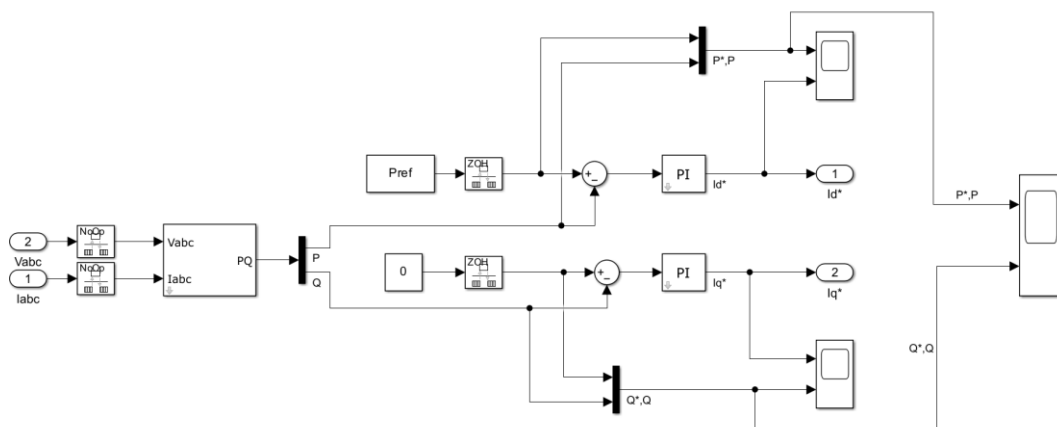 P*,P
ZOH
Pref
+
−
PI
Id*
1
Id*
P*,P
NoOp
2
Vabc
Vabc
PQ
P
NoOp
1
Iabc
Iabc
Q
0
ZOH
+
−
PI
Iq*
2
Iq*
Q*,Q
Q*,Q